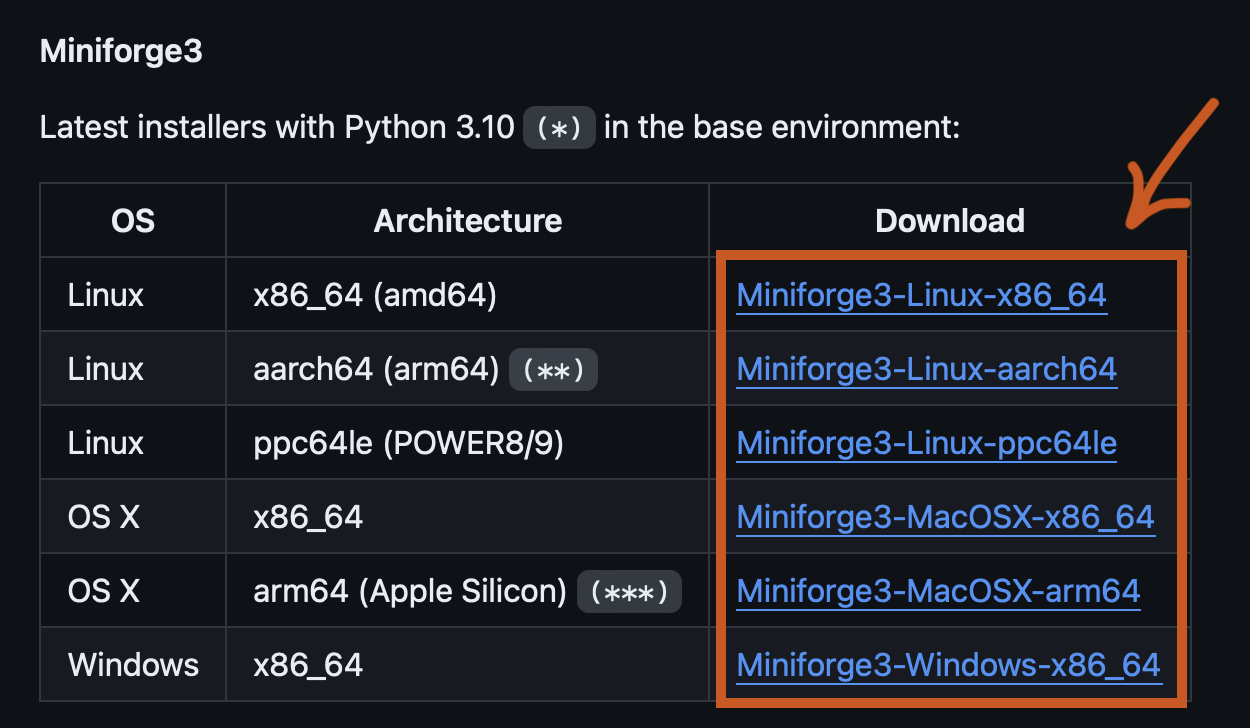 Miniforge3
Latest installers with Python 3.10 (*) in the base environment:
OS Architecture Download
Linux x86_64 (amd64) Miniforge3-Linux-x86_64
Linux aarch64 (arm64) (**) Miniforge3-Linux-aarch64
Linux ppc64le (POWER8/9) Miniforge3-Linux-ppc64le
OS X x86_64 Miniforge3-MacOSX-x86_64
OS X arm64 (Apple Silicon) (***) Miniforge3-MacOSX-arm64
Windows x86_64 Miniforge3-Windows-x86_64